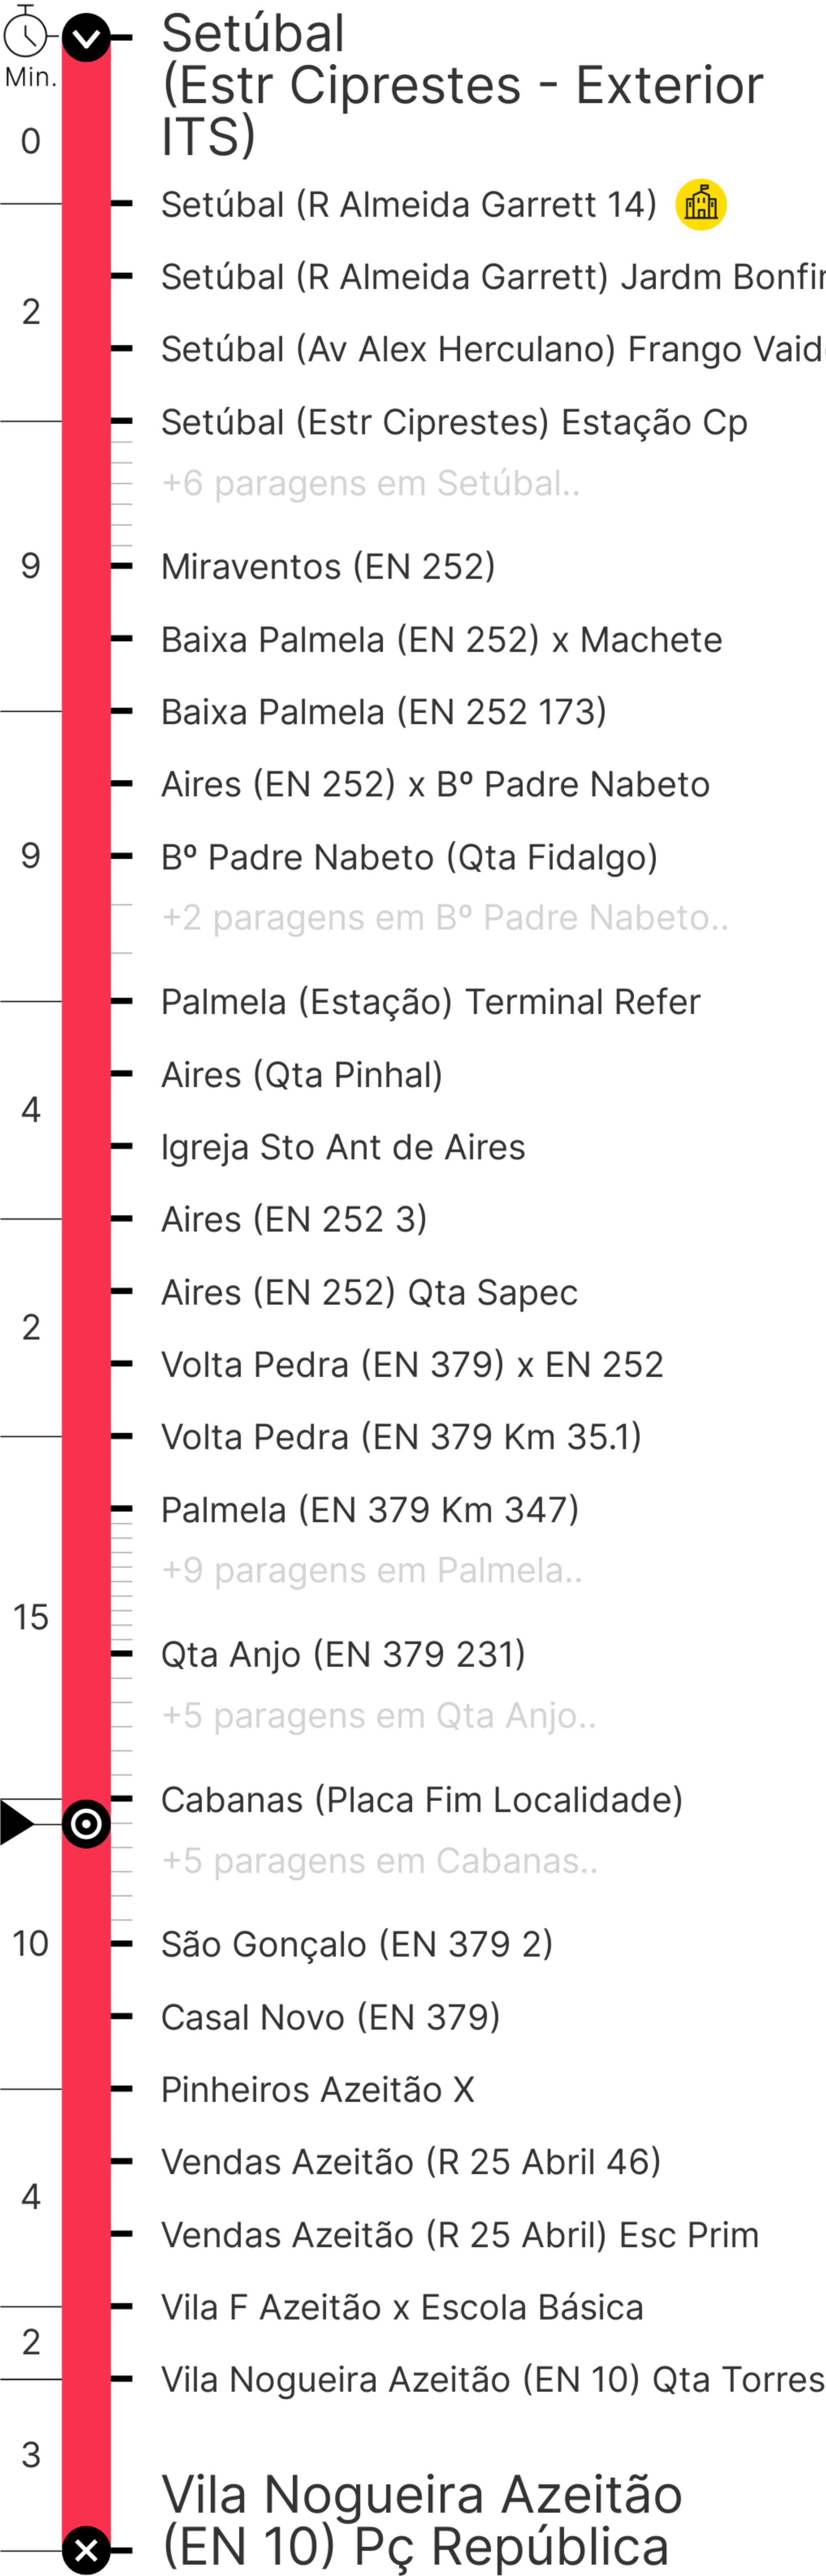 Setúbal
(Estr Ciprestes - Exterior
ITS)
Min.
0
Setúbal (R Almeida Garrett 14)
Setúbal (R Almeida Garrett) Jardm Bonfi
2
Setúbal (Av Alex Herculano) Frango Vaid
Setúbal (Estr Ciprestes) Estação Cp
+6 paragens em Setúbal..
9
Miraventos (EN 252)
Baixa Palmela (EN 252) x Machete
Baixa Palmela (EN 252 173)
Aires (EN 252) x Bº Padre Nabeto
9
Bº Padre Nabeto (Qta Fidalgo)
+2 paragens em Bº Padre Nabeto..
Palmela (Estação) Terminal Refer
Aires (Qta Pinhal)
4
Igreja Sto Ant de Aires
Aires (EN 252 3)
Aires (EN 252) Qta Sapec
2
Volta Pedra (EN 379) x EN 252
Volta Pedra (EN 379 Km 35.1)
Palmela (EN 379 Km 347)
+9 paragens em Palmela..
15
Qta Anjo (EN 379 231)
+5 paragens em Qta Anjo..
Cabanas (Placa Fim Localidade)
+5 paragens em Cabanas..
10
São Gonçalo (EN 379 2)
Casal Novo (EN 379)
Pinheiros Azeitão X
Vendas Azeitão (R 25 Abril 46)
4
Vendas Azeitão (R 25 Abril) Esc Prim
Vila F Azeitão x Escola Básica
2
Vila Nogueira Azeitão (EN 10) Qta Torres
3
Vila Nogueira Azeitão
(EN 10) Pç República